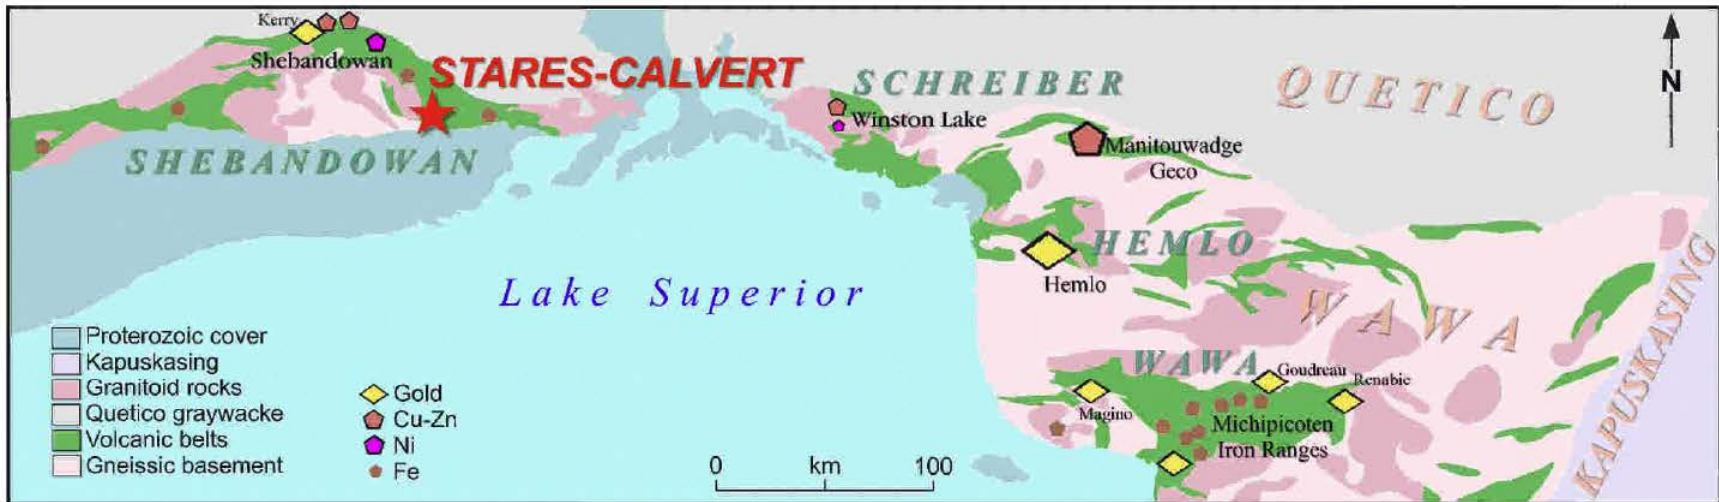 Kerry
Shebandowan
STARES-CALVERT
SHEBANDOWAN
SCHREIBER
Winston Lake
QUETICO
N
Manitouwadge
Geco
HEMLO
Hemlo
Lake Superior
WAWA
KAPUSKASING
WAWA
Goudreau
Renabie
Magino
Michipicoten
Iron Ranges
Proterozoic cover
Kapuskasing
Granitoid rocks
Quetico graywacke
Volcanic belts
Gneissic basement
Gold
Cu-Zn
Ni
Fe
0 km 100